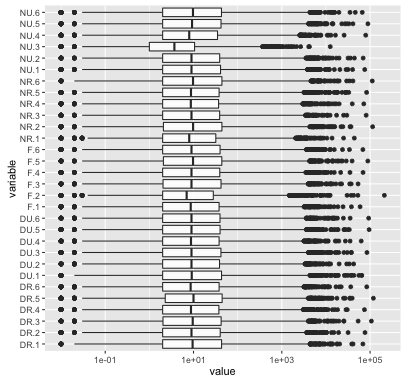 NU.6
NU.5
NU.4
NU.3
NU.2
NU.1
NR.6
NR.5
NR.4
NR.3
NR.2
NR.1
F.6
F.5
F.4
F.3
F.2
F.1
DU.6
DU.5
DU.4
DU.3
DU.2
DU.1
DR.6
DR.5
DR.4
DR.3
DR.2
DR.1
variable
1e-01
1e+01
1e+03
1e+05
value